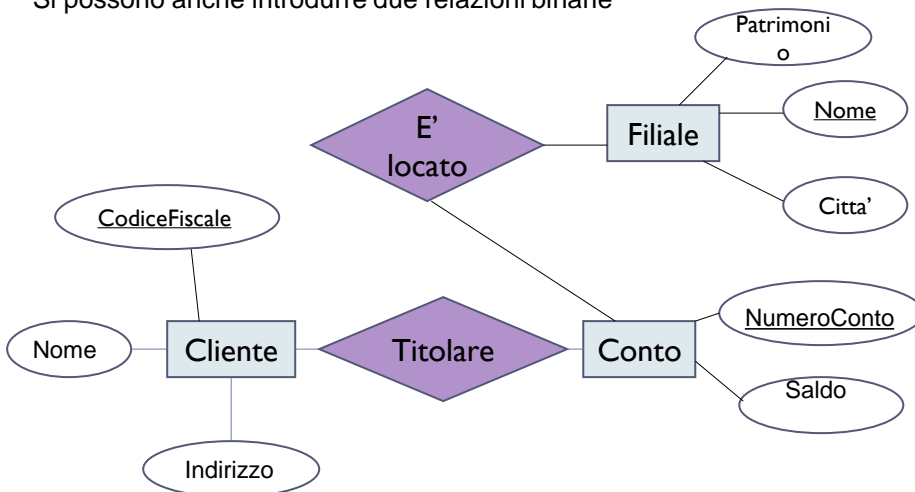 Si possono anche introdurre due relazioni binarie
Patrimoni
o
Nome
Citta'
Filiale
E'
locato
CodiceFiscale
Nome
Cliente
Indirizzo
Titolare
Conto
NumeroConto
Saldo